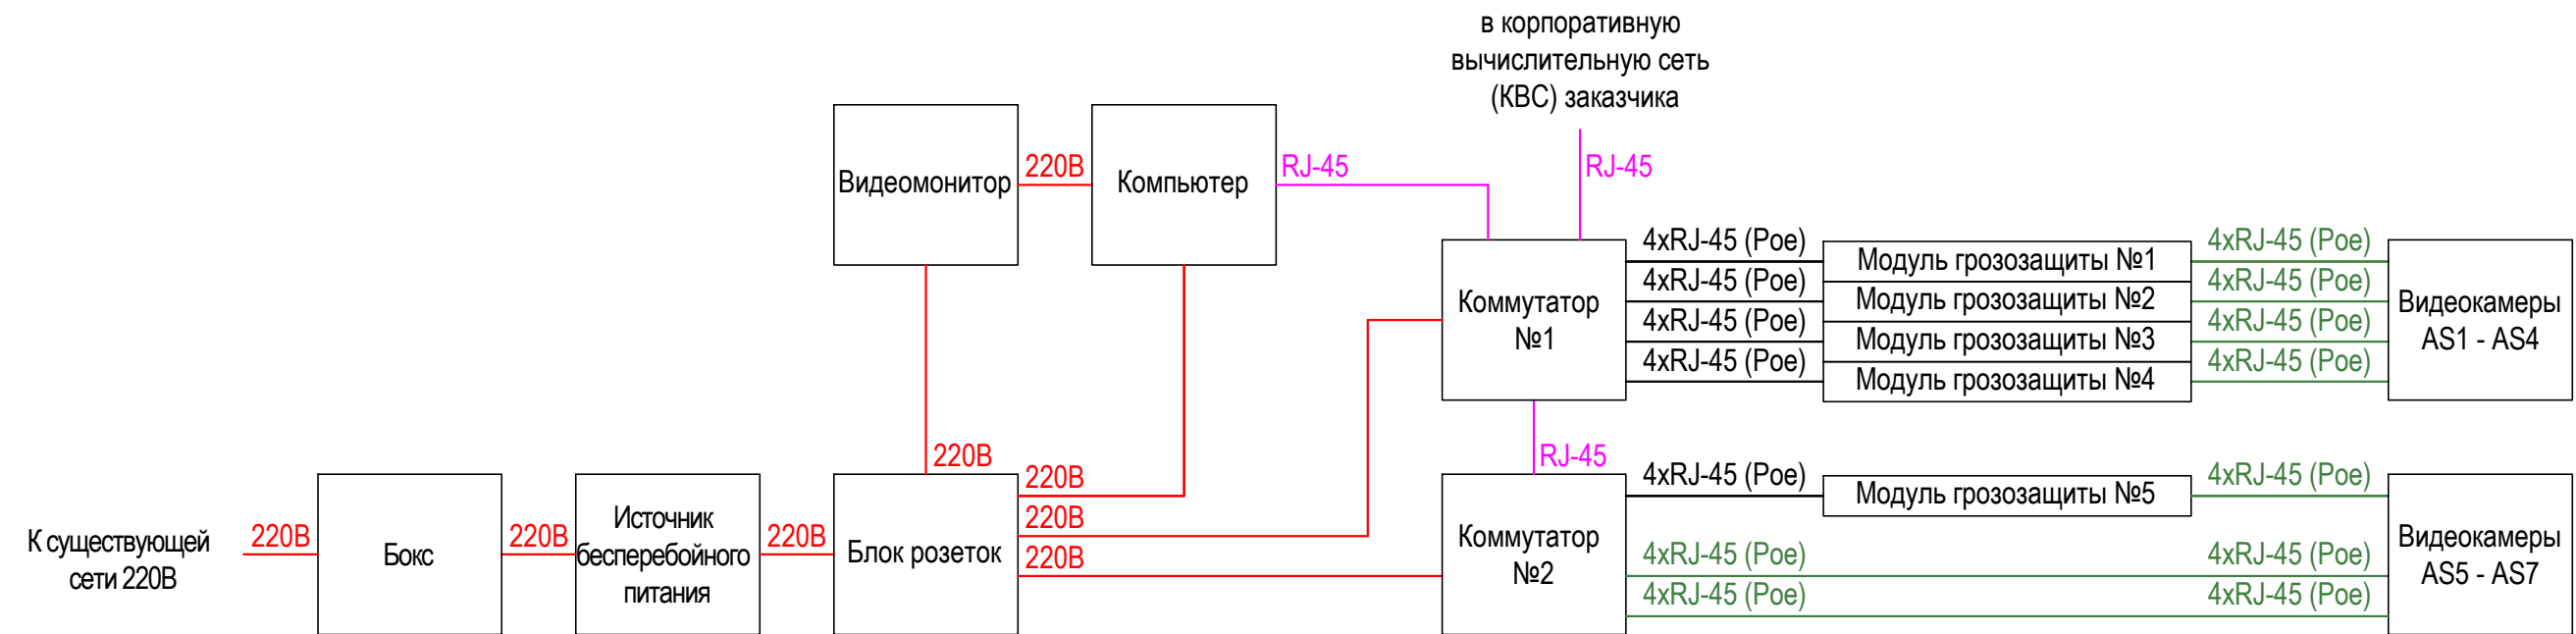 в корпоративную
вычислительную сеть
(КВС) заказчика
Видеомонитор
220В
Компьютер
RJ-45
RJ-45
Коммутатор
№1
4xRJ-45 (Poe)
Модуль грозозащиты №1
4xRJ-45 (Poe)
4xRJ-45 (Poe)
Модуль грозозащиты №2
4xRJ-45 (Poe)
4xRJ-45 (Poe)
Модуль грозозащиты №3
4xRJ-45 (Poe)
4xRJ-45 (Poe)
Модуль грозозащиты №4
4xRJ-45 (Poe)
Видеокамеры
AS1 - AS4
К существующей
сети 220В
220В
Бокс
220В
Источник
бесперебойного
питания
220В
Блок розеток
220В
220В
220В
220В
RJ-45
Коммутатор
№2
4xRJ-45 (Poe)
Модуль грозозащиты №5
4xRJ-45 (Poe)
4xRJ-45 (Poe)
4xRJ-45 (Poe)
4xRJ-45 (Poe)
4xRJ-45 (Poe)
Видеокамеры
AS5 - AS7